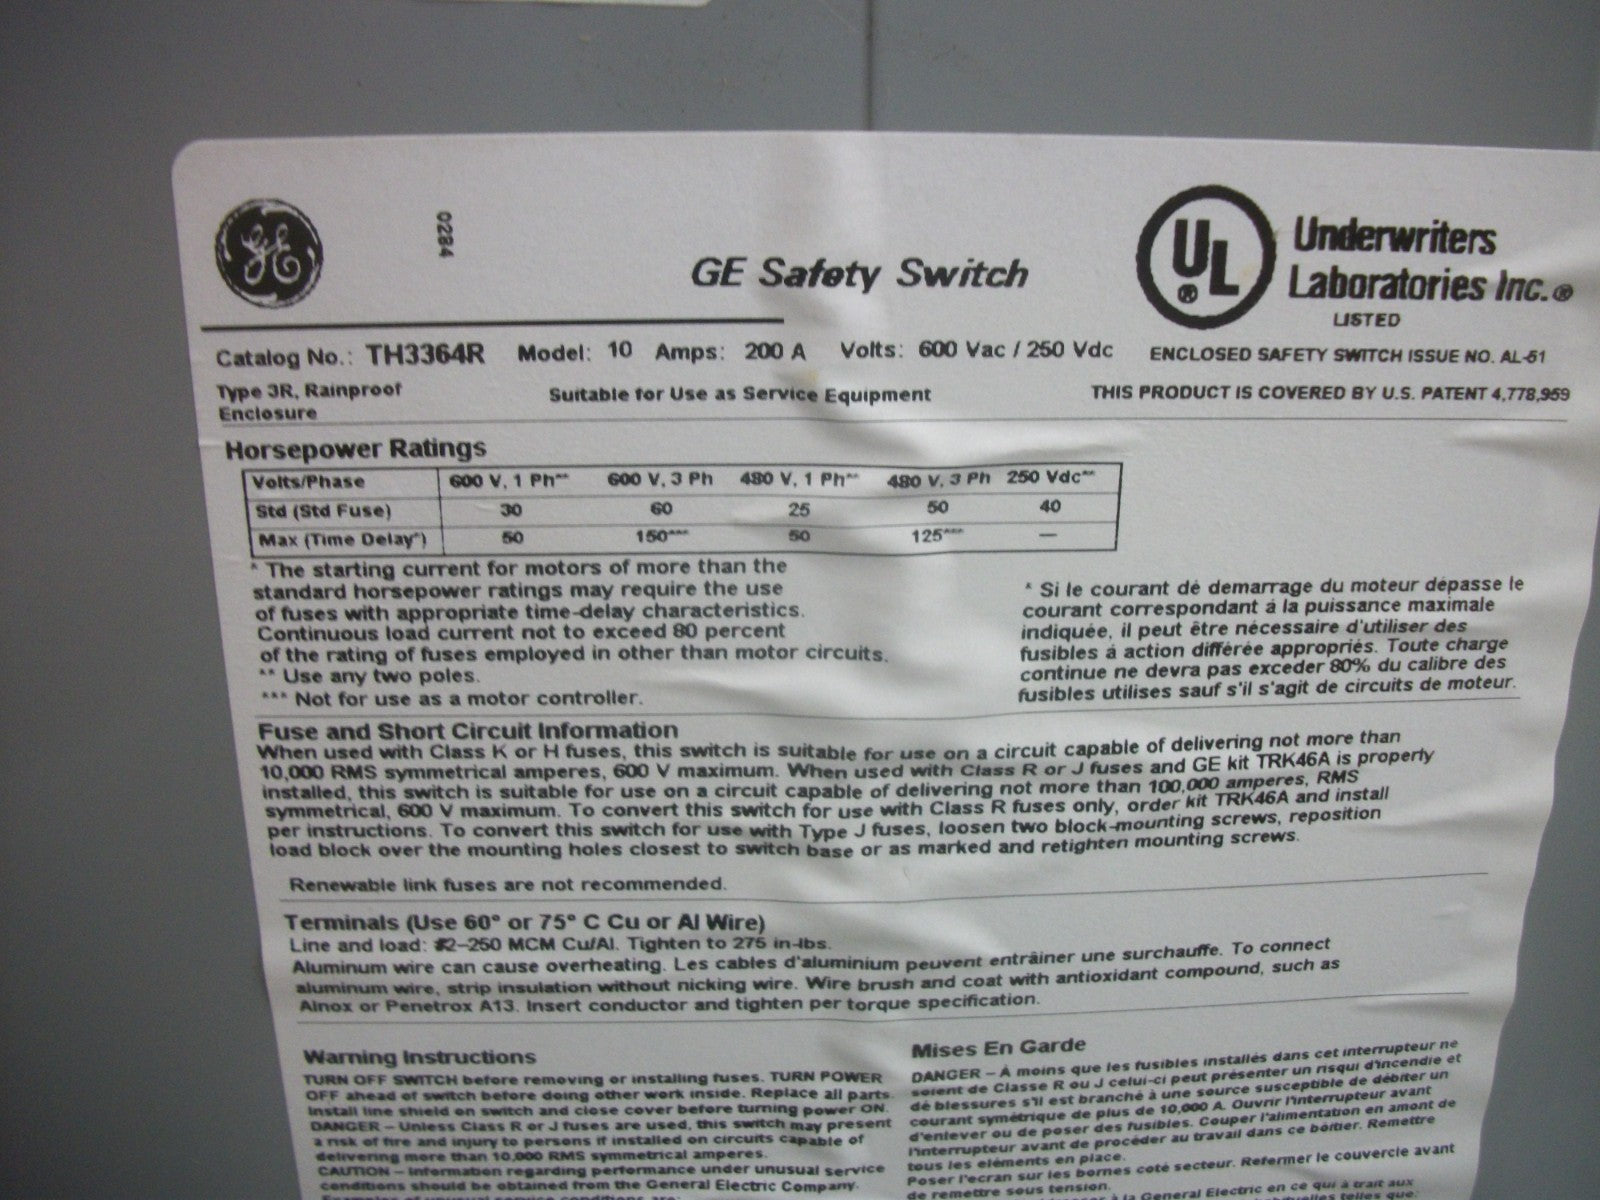 GE
0284
GE Safety Switch
UL
®
Underwriters
Laboratories Inc.®
LISTED
Catalog No.: TH3364R Model: 10 Amps: 200 A Volts: 600 Vac / 250 Vdc
ENCLOSED SAFETY SWITCH ISSUE NO. AL-51
Type 3R, Rainproof
Enclosure
Suitable for Use as Service Equipment
THIS PRODUCT IS COVERED BY U.S. PATENT 4,778,959
Horsepower Ratings
Volts/Phase 600 V, 1 Ph** 600 V, 3 Ph 480 V, 1 Ph** 480 V, 3 Ph 250 Vdc**
Std (Std Fuse) 30 60 25 50 40
Max (Time Delay*) 50 150*** 50 125*** —
* The starting current for motors of more than the
standard horsepower ratings may require the use
of fuses with appropriate time-delay characteristics.
Continuous load current not to exceed 80 percent
of the rating of fuses employed in other than motor circuits.
** Use any two poles.
*** Not for use as a motor controller.
* Si le courant dé demarrage du moteur dépasse le
courant correspondant á la puissance maximale
indiquée, il peut être nécessaire d'utiliser des
fusibles á action différée appropriés. Toute charge
continue ne devra pas exceder 80% du calibre des
fusibles utilises sauf s'il s'agit de circuits de moteur.
Fuse and Short Circuit Information
When used with Class K or H fuses, this switch is suitable for use on a circuit capable of delivering not more than
10,000 RMS symmetrical amperes, 600 V maximum. When used with Class R or J fuses and GE kit TRK46A is properly
installed, this switch is suitable for use on a circuit capable of delivering not more than 100,000 amperes, RMS
symmetrical, 600 V maximum. To convert this switch for use with Class R fuses only, order kit TRK46A and install
per instructions. To convert this switch for use with Type J fuses, loosen two block-mounting screws, reposition
load block over the mounting holes closest to switch base or as marked and retighten mounting screws.
Renewable link fuses are not recommended.
Terminals (Use 60° or 75° C Cu or Al Wire)
Line and load: #2–250 MCM Cu/Al. Tighten to 275 in-lbs.
Aluminum wire can cause overheating. Les cables d'aluminium peuvent entrâiner une surchauffe. To connect
aluminum wire, strip insulation without nicking wire. Wire brush and coat with antioxidant compound, such as
Alnox or Penetrox A13. Insert conductor and tighten per torque specification.
Warning Instructions
TURN OFF SWITCH before removing or installing fuses. TURN POWER
OFF ahead of switch before doing other work inside. Replace all parts.
Install line shield on switch and close cover before turning power ON.
DANGER – Unless Class R or J fuses are used, this switch may present
a risk of fire and injury to persons if installed on circuits capable of
delivering more than 10,000 RMS symmetrical amperes.
CAUTION – Information regarding performance under unusual service
conditions should be obtained from the General Electric Company.
Examples of unusual service conditions are:
Mises En Garde
DANGER – À moins que les fusibles installés dans cet interrupteur ne
soient de Classe R ou J celui-ci peut présenter un risqui d'incendie et
dé blessures s'il est branché à une source susceptible de débiter un
courant symétrique de plus de 10,000 A. Ouvrir l'interrupteur avant
d'enlever ou de poser des fusibles. Couper l'alimentation en amont de
l'interrupteur avant de procéder au travail dans ce bôitier. Remettre
tous les eléments en place.
Poser l'ecran sur les bornes coté secteur. Refermer le couvercle avant
de remettre sous tension.
à la General Electric en ce qui à trait aux
telles que: